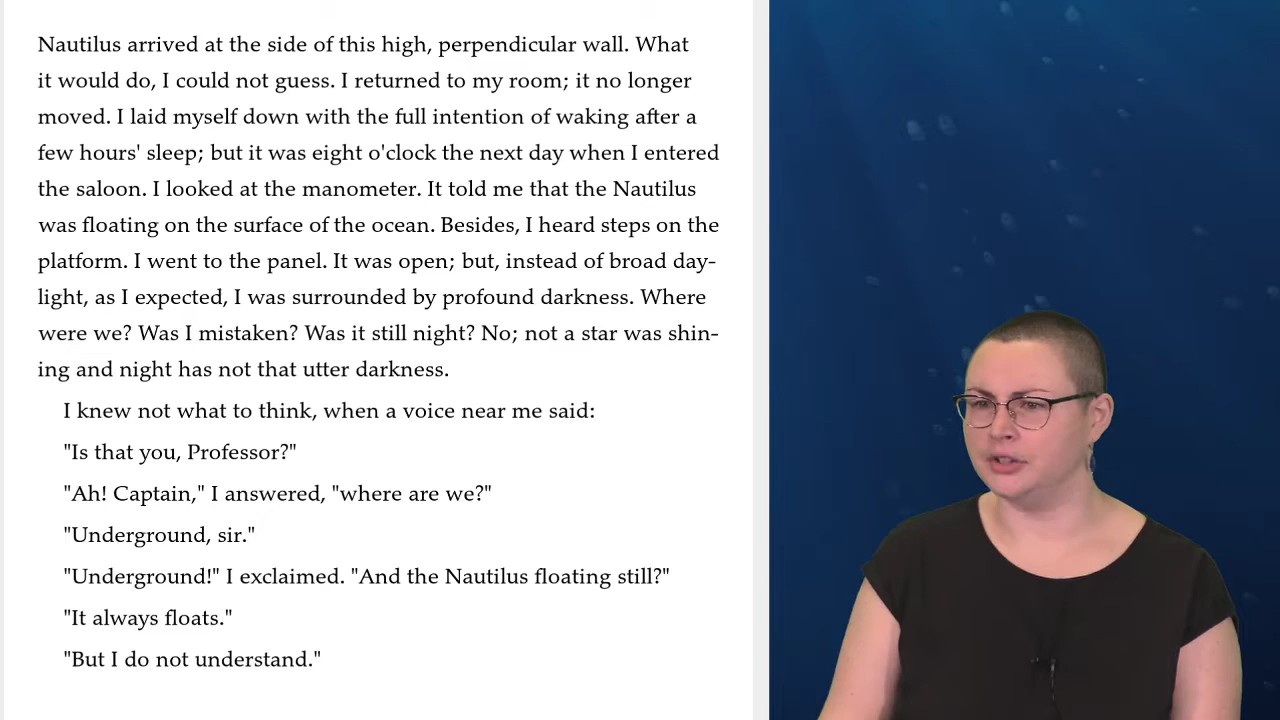 Nautilus arrived at the side of this high, perpendicular wall. What
it would do, I could not guess. I returned to my room; it no longer
moved. I laid myself down with the full intention of waking after a
few hours' sleep; but it was eight o'clock the next day when I entered
the saloon. I looked at the manometer. It told me that the Nautilus
was floating on the surface of the ocean. Besides, I heard steps on the
platform. I went to the panel. It was open; but, instead of broad day-
light, as I expected, I was surrounded by profound darkness. Where
were we? Was I mistaken? Was it still night? No; not a star was shin-
ing and night has not that utter darkness.
I knew not what to think, when a voice near me said:
"Is that you, Professor?"
"Ah! Captain," I answered, "where are we?"
"Underground, sir."
"Underground!" I exclaimed. "And the Nautilus floating still?"
"It always floats."
"But I do not understand."